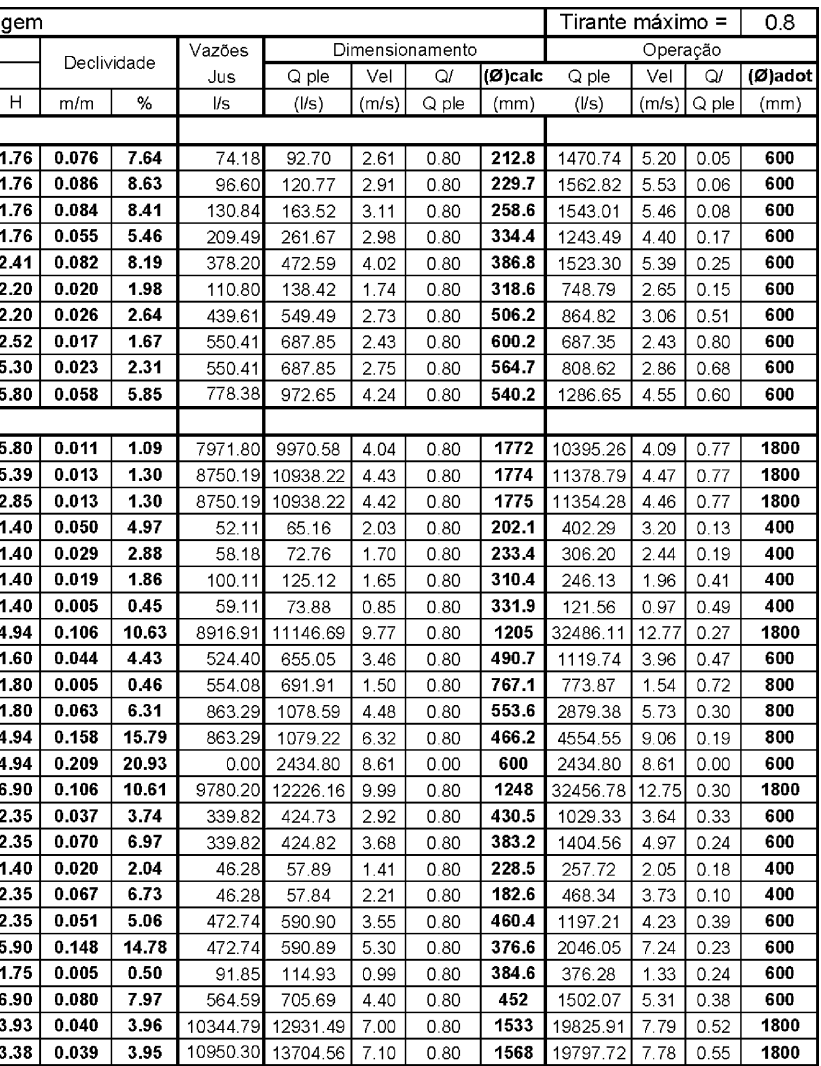 gem Tirante máximo = 0.8
Declividade Vazões Dimensionamento Operação
Jus Q ple Vel Q/ (Ø)calc Q ple Vel Q/ (Ø)adot
H m/m % l/s (l/s) (m/s) Q ple (mm) (l/s) (m/s) Q ple (mm)
1.76 0.076 7.64 74.18 92.70 2.61 0.80 212.8 1470.74 5.20 0.05 600
1.76 0.086 8.63 96.60 120.77 2.91 0.80 229.7 1562.82 5.53 0.06 600
1.76 0.084 8.41 130.84 163.52 3.11 0.80 258.6 1543.01 5.46 0.08 600
1.76 0.055 5.46 209.49 261.67 2.98 0.80 334.4 1243.49 4.40 0.17 600
2.41 0.082 8.19 378.20 472.59 4.02 0.80 386.8 1523.30 5.39 0.25 600
2.20 0.020 1.98 110.80 138.42 1.74 0.80 318.6 748.79 2.65 0.15 600
2.20 0.026 2.64 439.61 549.49 2.73 0.80 506.2 864.82 3.06 0.51 600
2.52 0.017 1.67 550.41 687.85 2.43 0.80 600.2 687.35 2.43 0.80 600
5.30 0.023 2.31 550.41 687.85 2.75 0.80 564.7 808.62 2.86 0.68 600
5.80 0.058 5.85 778.38 972.65 4.24 0.80 540.2 1286.65 4.55 0.60 600
5.80 0.011 1.09 7971.80 9970.58 4.04 0.80 1772 10395.26 4.09 0.77 1800
5.39 0.013 1.30 8750.19 10938.22 4.43 0.80 1774 11378.79 4.47 0.77 1800
2.85 0.013 1.30 8750.19 10938.22 4.42 0.80 1775 11354.28 4.46 0.77 1800
1.40 0.050 4.97 52.11 65.16 2.03 0.80 202.1 402.29 3.20 0.13 400
1.40 0.029 2.88 58.18 72.76 1.70 0.80 233.4 306.20 2.44 0.19 400
1.40 0.019 1.86 100.11 125.12 1.65 0.80 310.4 246.13 1.96 0.41 400
1.40 0.005 0.45 59.11 73.88 0.85 0.80 331.9 121.56 0.97 0.49 400
4.94 0.106 10.63 8916.91 11146.69 9.77 0.80 1205 32486.11 12.77 0.27 1800
1.60 0.044 4.43 524.40 655.05 3.46 0.80 490.7 1119.74 3.96 0.47 600
1.80 0.005 0.46 554.08 691.91 1.50 0.80 767.1 773.87 1.54 0.72 800
1.80 0.063 6.31 863.29 1078.59 4.48 0.80 553.6 2879.38 5.73 0.30 800
4.94 0.158 15.79 863.29 1079.22 6.32 0.80 466.2 4554.55 9.06 0.19 800
4.94 0.209 20.93 0.00 2434.80 8.61 0.00 600 2434.80 8.61 0.00 600
6.90 0.106 10.61 9780.20 12226.16 9.99 0.80 1248 32456.78 12.75 0.30 1800
2.35 0.037 3.74 339.82 424.73 2.92 0.80 430.5 1029.33 3.64 0.33 600
2.35 0.070 6.97 339.82 424.82 3.68 0.80 383.2 1404.56 4.97 0.24 600
1.40 0.020 2.04 46.28 57.89 1.41 0.80 228.5 257.72 2.05 0.18 400
2.35 0.067 6.73 46.28 57.84 2.21 0.80 182.6 468.34 3.73 0.10 400
2.35 0.051 5.06 472.74 590.90 3.55 0.80 460.4 1197.21 4.23 0.39 600
5.90 0.148 14.78 472.74 590.89 5.30 0.80 376.6 2046.05 7.24 0.23 600
1.75 0.005 0.50 91.85 114.93 0.99 0.80 384.6 376.28 1.33 0.24 600
6.90 0.080 7.97 564.59 705.69 4.40 0.80 452 1502.07 5.31 0.38 600
3.93 0.040 3.96 10344.79 12931.49 7.00 0.80 1533 19825.91 7.79 0.52 1800
3.38 0.039 3.95 10950.30 13704.56 7.10 0.80 1568 19797.72 7.78 0.55 1800